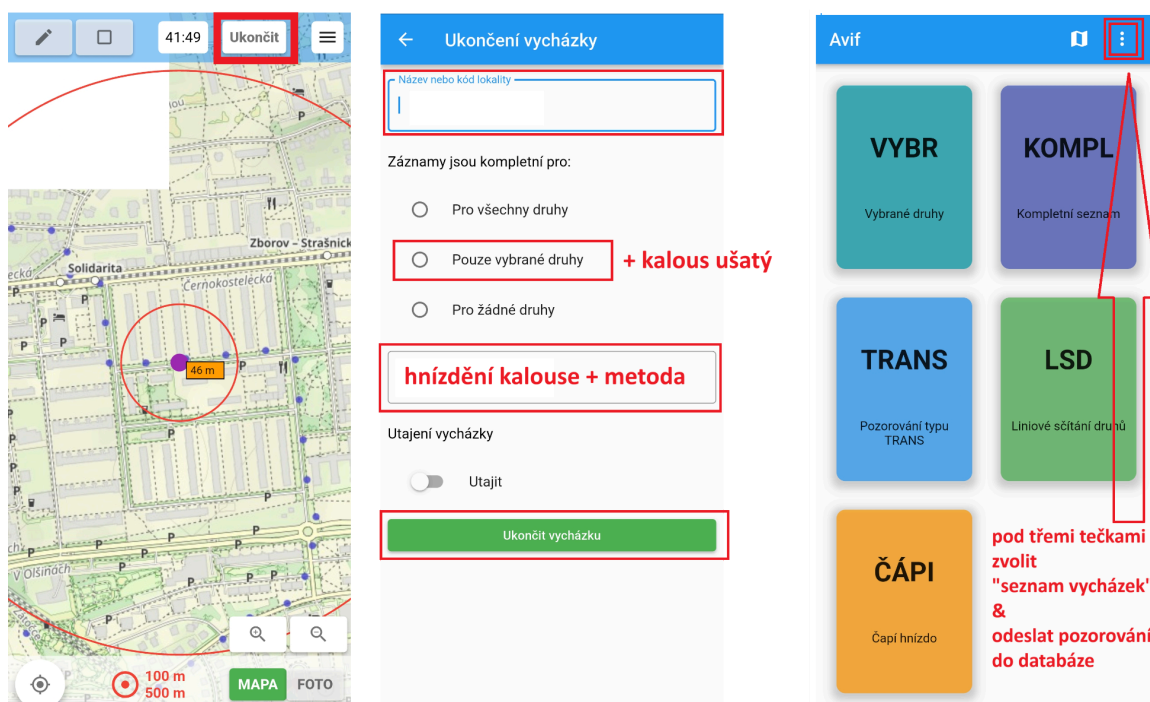 41:49
Ukončit
P
Zborov – Strašnick
Solidarita
Černokostelecká
ecká
P
P
P
P
P
46 m
P
P
P
P
P
P
P
P
P
P
V Olšinách
P
P
P
100 m
500 m
MAPA
FOTO
Ukončení vycházky
Název nebo kód lokality
Záznamy jsou kompletní pro:
Pro všechny druhy
Pouze vybrané druhy
+ kalous ušatý
Pro žádné druhy
hnízdění kalouse + metoda
Utajení vycházky
Utajit
Ukončit vycházku
Avif
VYBR
Vybrané druhy
KOMPL
Kompletní seznam
TRANS
Pozorování typu
TRANS
LSD
Liniové sčítání druhů
ČÁPI
Čapí hnízdo
pod třemi tečkami
zvolit
"seznam vycházek"
&
odeslat pozorování
do databáze